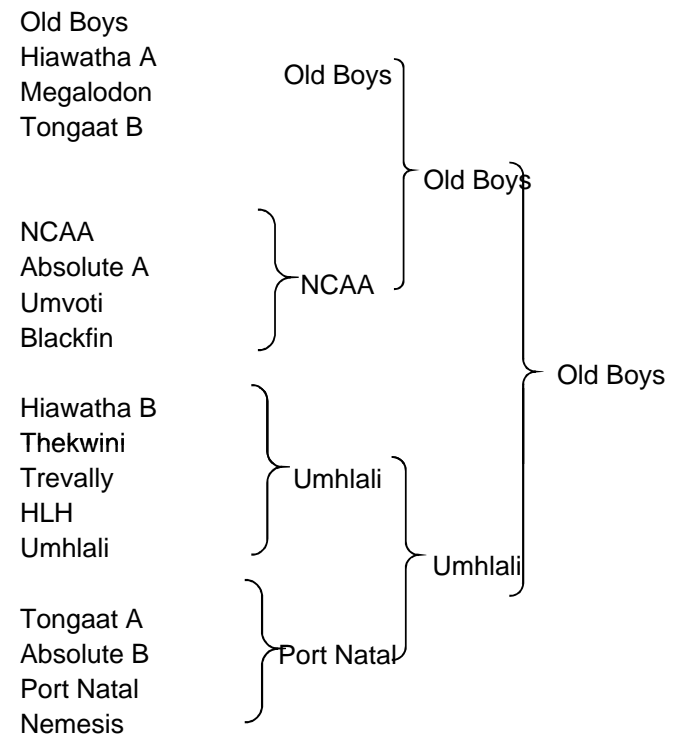 Old Boys
Hiawatha A
Megalodon
Tongaat B
Old Boys
Old Boys
NCAA
Absolute A
Umvoti
Blackfin
NCAA
Old Boys
Hiawatha B
Thekwini
Trevally
HLH
Umhlali
Umhlali
Umhlali
Tongaat A
Absolute B
Port Natal
Nemesis
Port Natal